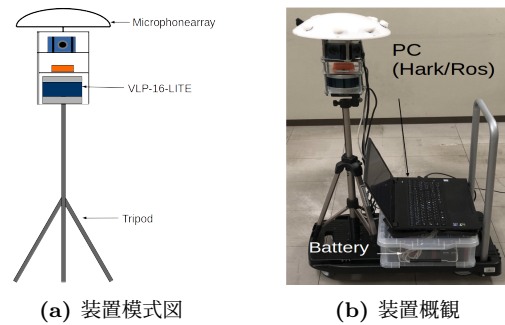 Microphonearray
VLP-16-LITE
Tripod
(a) 装置模式図
PC
(Hark/Ros)
Battery
(b) 装置概観